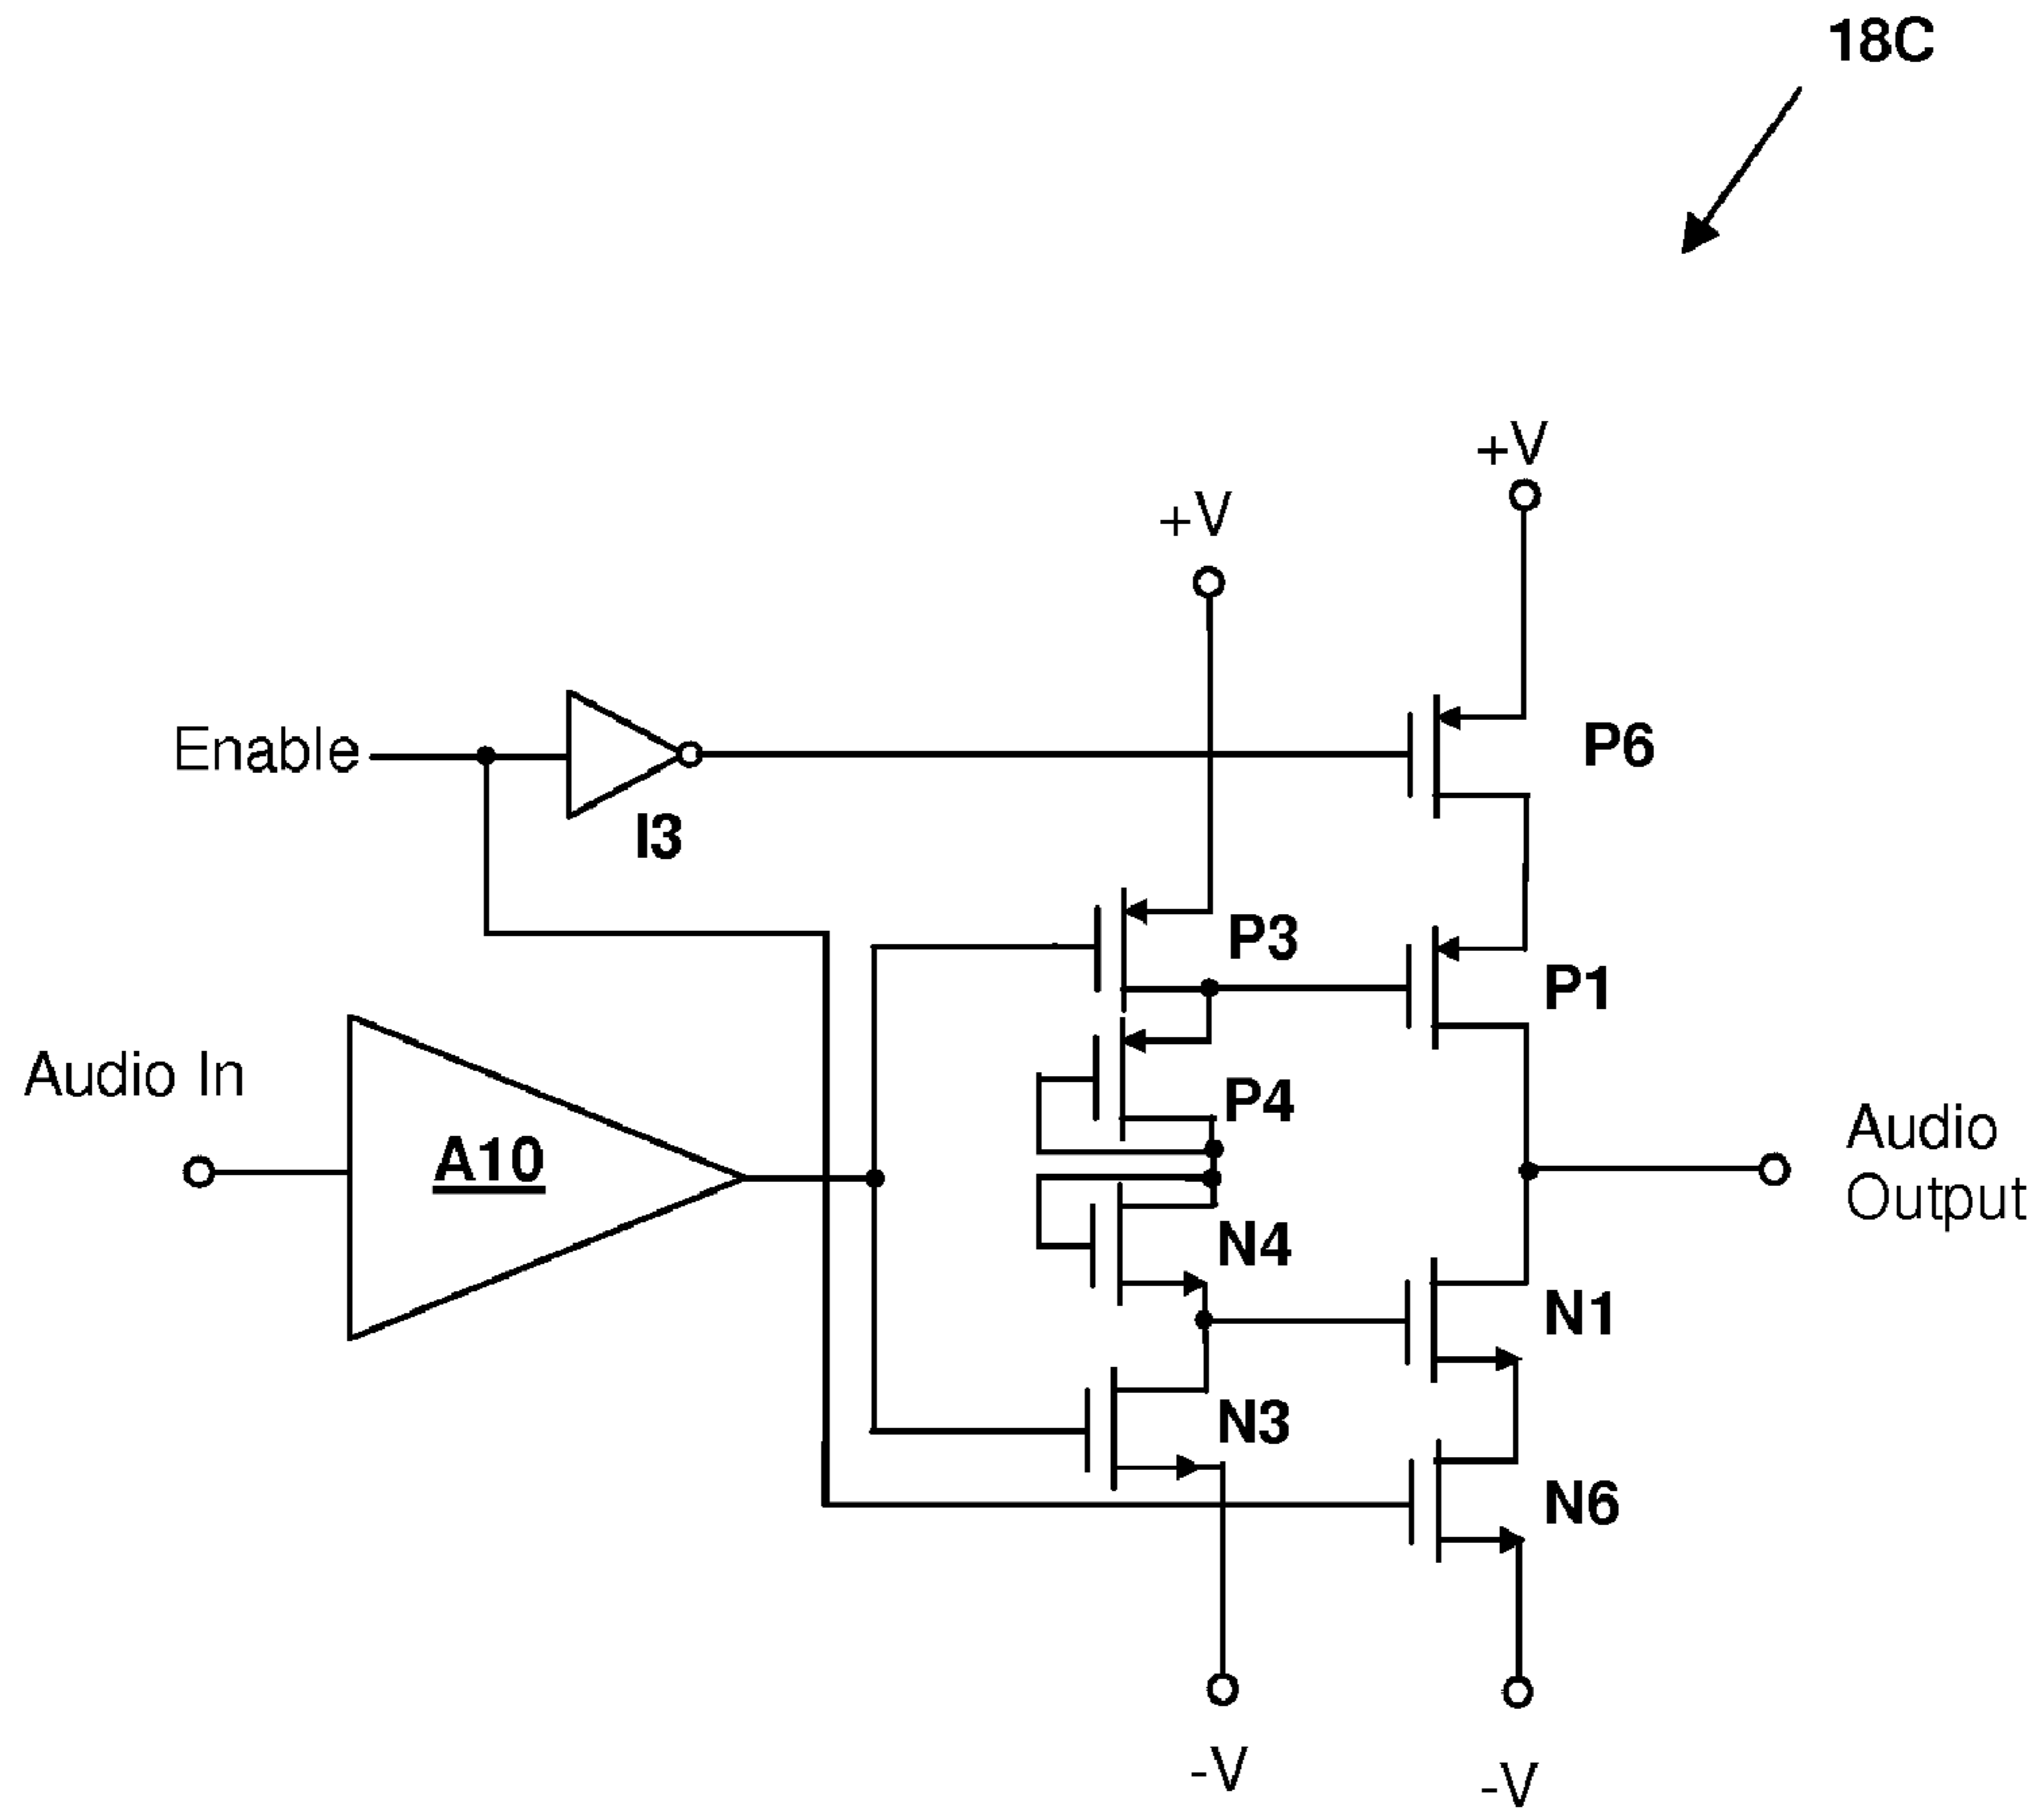 18C
+V
+V
Enable
I3
P6
P3
P1
Audio In
A10
P4
Audio
Output
N4
N1
N3
N6
-V
-V